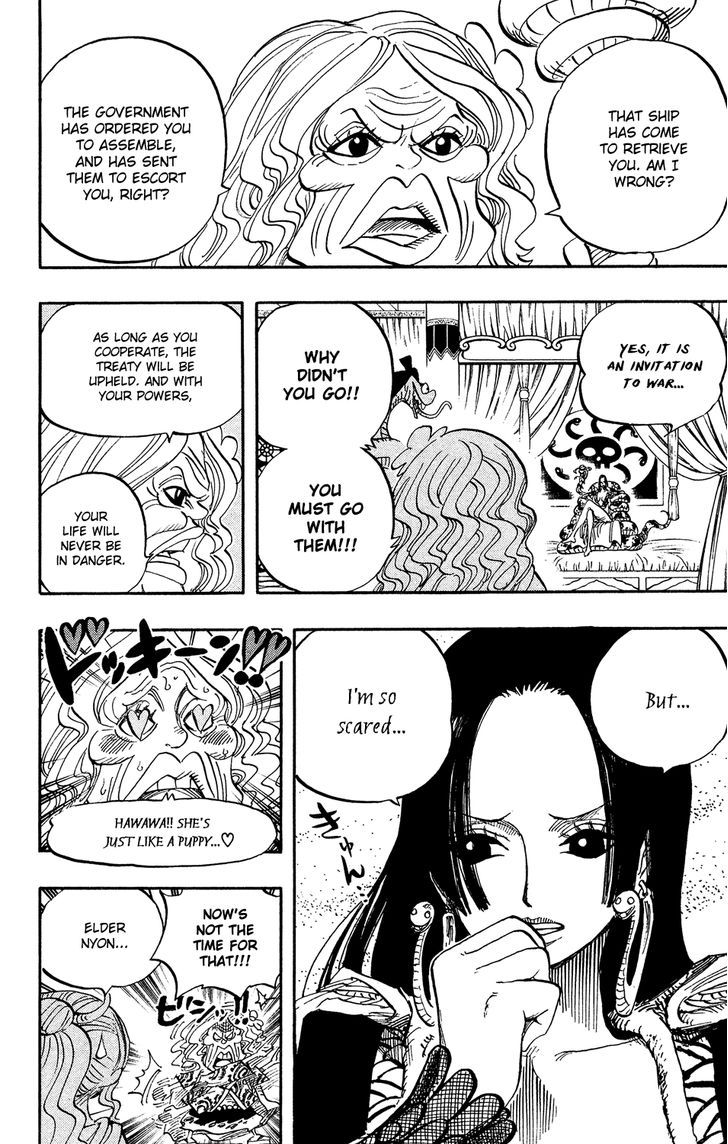 THAT SHIP
HAS COME
TO RETRIEVE
YOU. AM I
WRONG?
THE GOVERNMENT
HAS ORDERED YOU
TO ASSEMBLE,
AND HAS SENT
THEM TO ESCORT
YOU, RIGHT?
YES, IT IS
AN INVITATION
TO WAR...
WHY
DIDN'T
YOU GO!!
YOU
MUST GO
WITH
THEM!!!
AS LONG AS YOU
COOPERATE, THE
TREATY WILL BE
UPHELD. AND WITH
YOUR POWERS,
YOUR
LIFE WILL
NEVER BE
IN DANGER.
But...
I'm so
scared...
きゅん
ドッキーン!!
HAWAWA!! SHE'S
JUST LIKE A PUPPY...♡
NOW'S
NOT THE
TIME FOR
THAT!!!
ビシッ!!
ELDER
NYON...